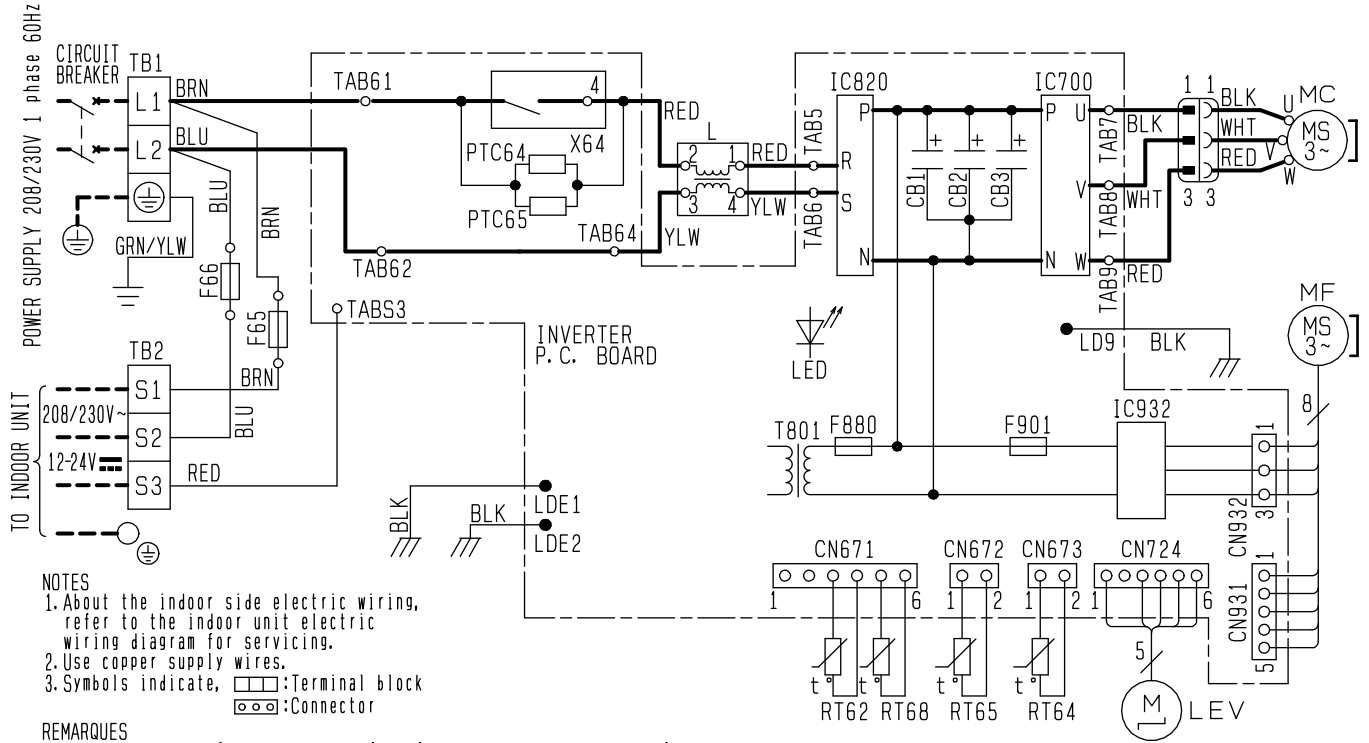 POWER SUPPLY 208/230V 1 phase 60Hz
CIRCUIT
BREAKER
TB1
L1
L2
BRN
BLU
GRN/YLW
BLU
BRN
F66
F65
TAB61
TAB62
TABS3
4
X64
PTC64
PTC65
TAB64
RED
YLW
L
2 1
3 4
RED
YLW
TAB5
TAB6
IC820
P
R
S
N
CB1
CB2
CB3
+ + +
IC700
P U
V
N W
TAB7
TAB8
TAB9
BLK
WHT
RED
1 1
3 3
BLK
WHT
RED
U
V
W
MC
MS
3~
MF
MS
3~
8
TB2
S1
S2
S3
BRN
BLU
RED
TO INDOOR UNIT
208/230V~
12-24V
INVERTER
P.C. BOARD
LED
LD9
BLK
T801
F880
F901
IC932
1
3
CN932
1
5
CN931
BLK
LDE1
BLK
LDE2
CN671
1 6
CN672
1 2
CN673
1 2
CN724
1 6
t°
t°
t°
t°
RT62
RT68
RT65
RT64
5
M
LEV
NOTES
1. About the indoor side electric wiring,
refer to the indoor unit electric
wiring diagram for servicing.
2. Use copper supply wires.
3. Symbols indicate, :Terminal block
:Connector
REMARQUES